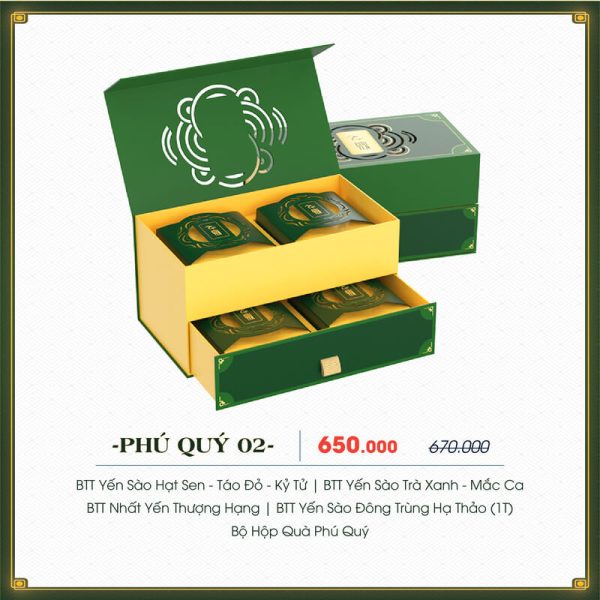 -PHÚ QUÝ 02-
650.000
670.000
BTT Yến Sào Hạt Sen - Táo Đỏ - Kỷ Tử | BTT Yến Sào Trà Xanh - Mắc Ca
BTT Nhất Yến Thượng Hạng | BTT Yến Sào Đông Trùng Hạ Thảo (1T)
Bộ Hộp Quà Phú Quý